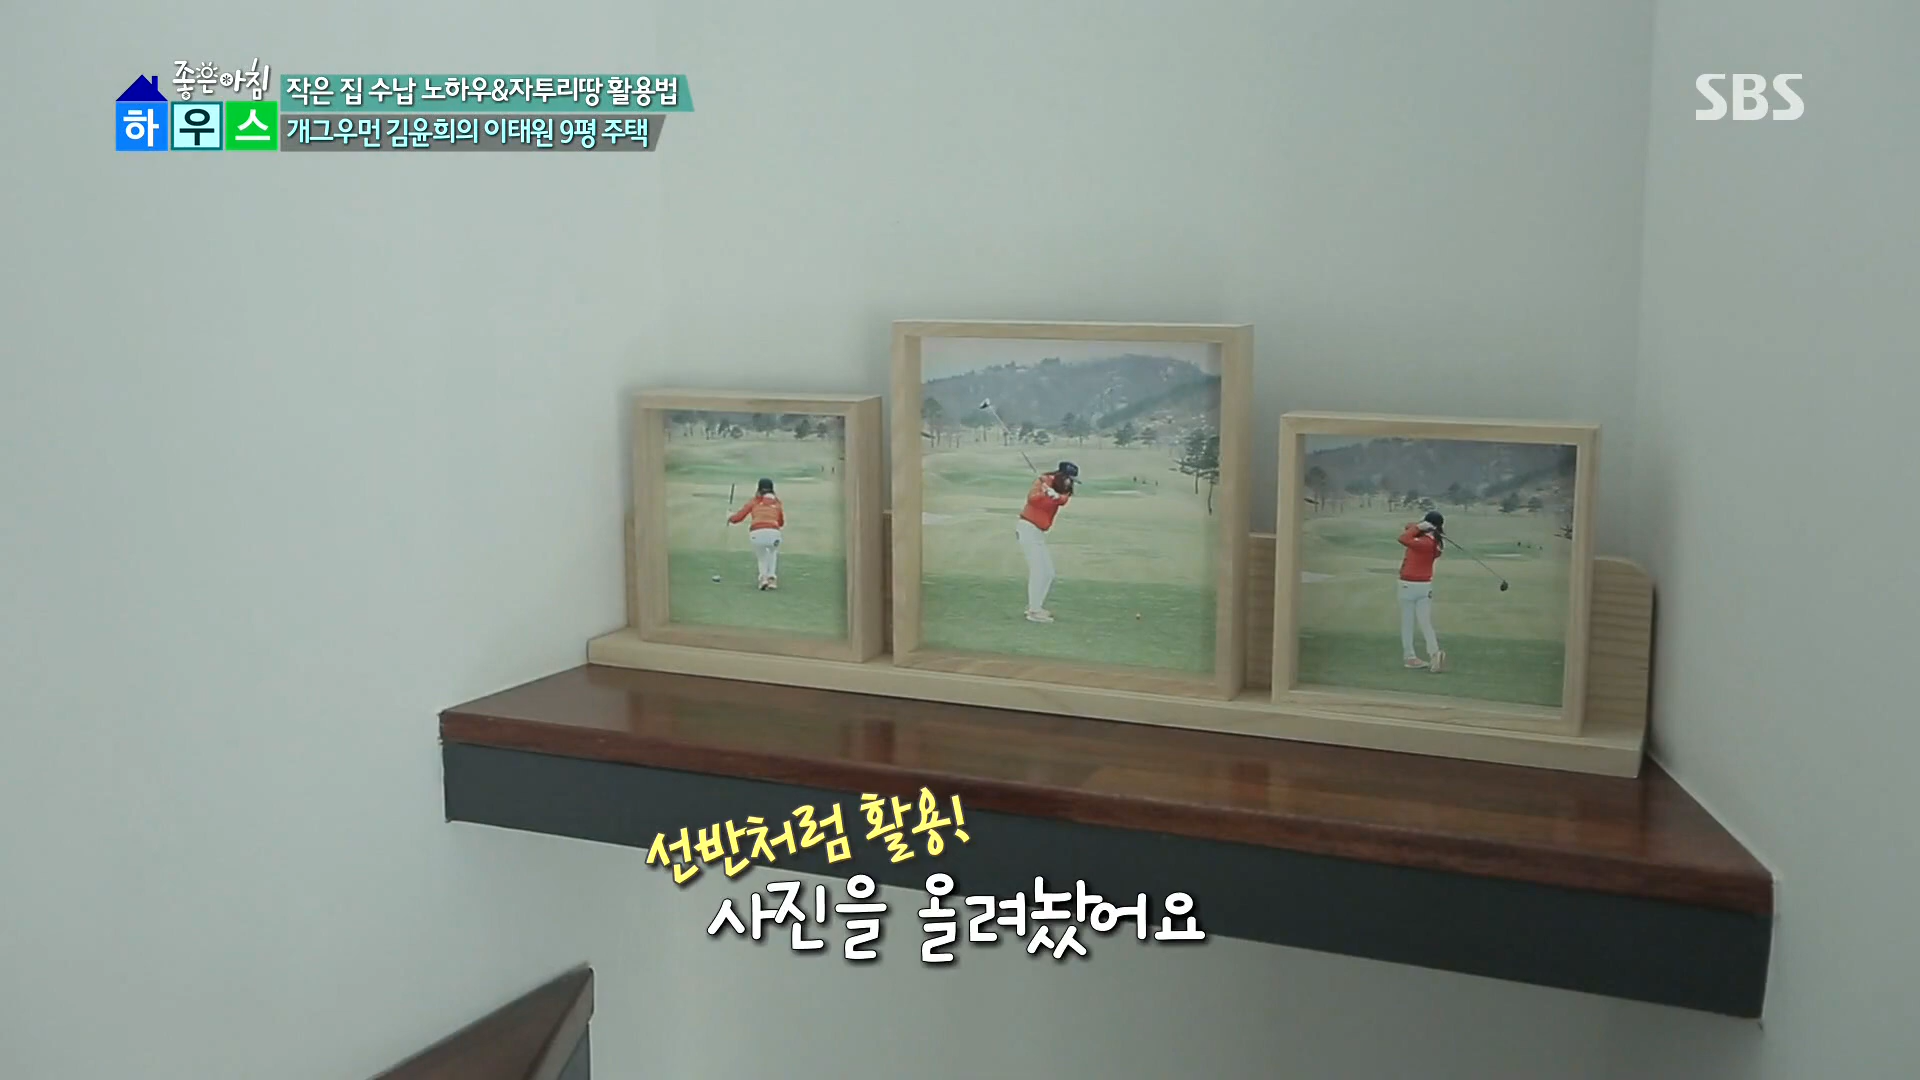 좋은아침
하우스
작은 집 수납 노하우&자투리땅 활용법
개그우먼 김윤희의 이태원 9평 주택
SBS
선반처럼 활용!
사진을 올려놨어요